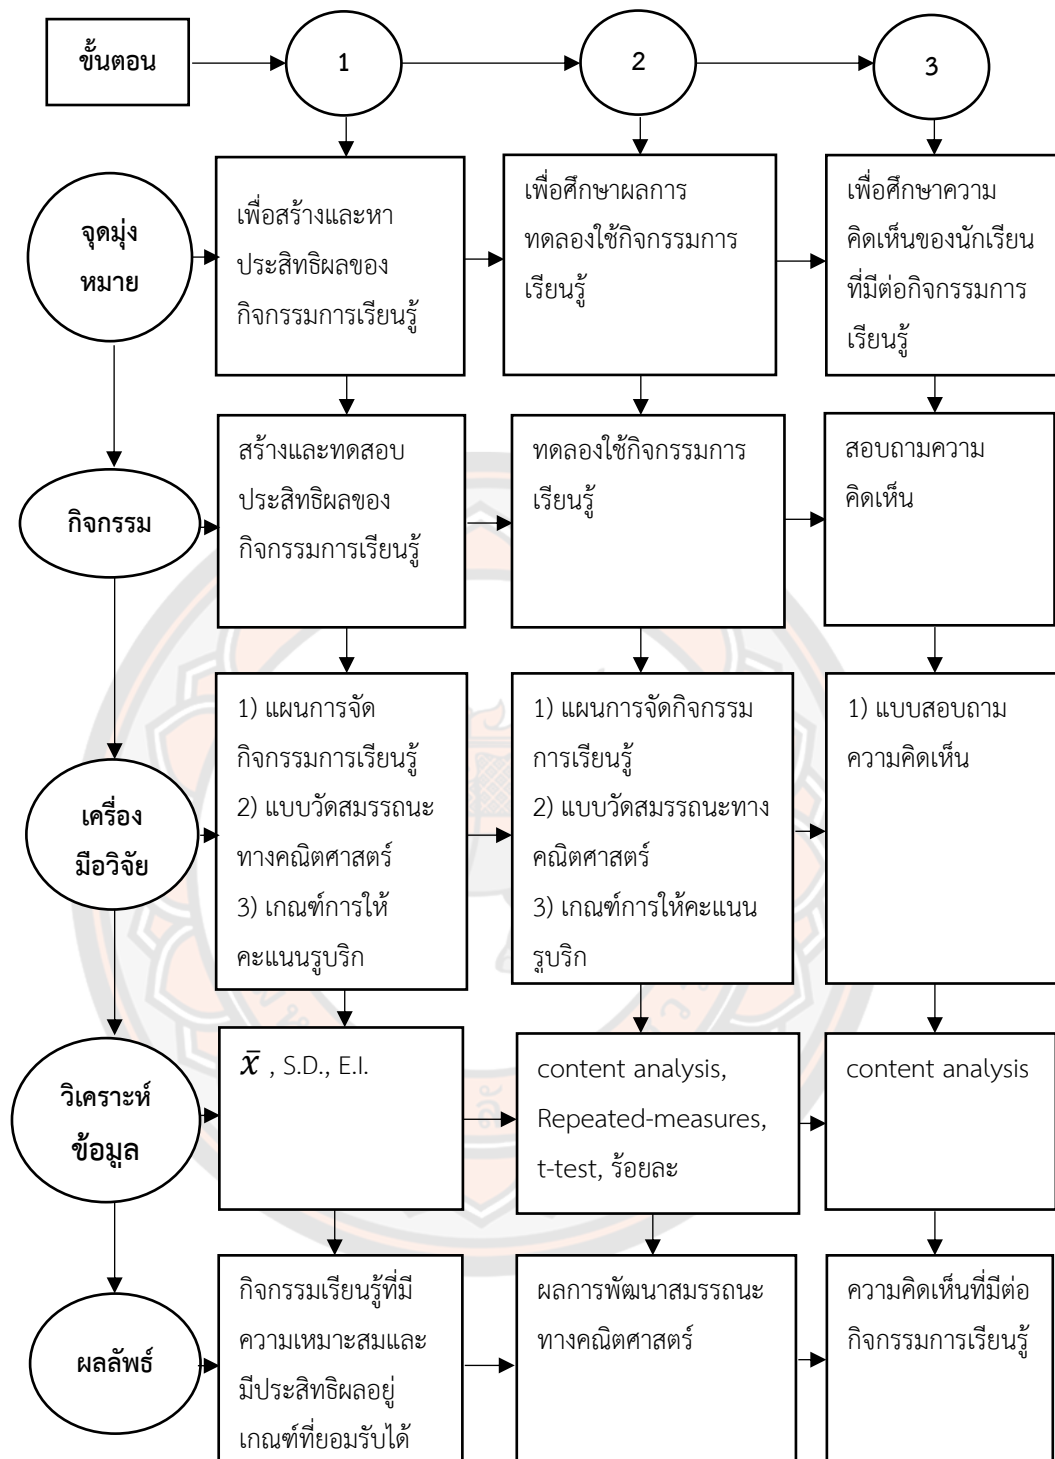 ขั้นตอน
1
2
3
จุดมุ่ง
หมาย
เพื่อสร้างและหา
ประสิทธิผลของ
กิจกรรมการเรียนรู้
เพื่อศึกษาผลการ
ทดลองใช้กิจกรรมการ
เรียนรู้
เพื่อศึกษาความ
คิดเห็นของนักเรียน
ที่มีต่อกิจกรรมการ
เรียนรู้
กิจกรรม
สร้างและทดสอบ
ประสิทธิผลของ
กิจกรรมการเรียนรู้
ทดลองใช้กิจกรรมการ
เรียนรู้
สอบถามความ
คิดเห็น
เครื่อง
มือวิจัย
1) แผนการจัด
กิจกรรมการเรียนรู้
2) แบบวัดสมรรถนะ
ทางคณิตศาสตร์
3) เกณฑ์การให้
คะแนนรูบริก
1) แผนการจัดกิจกรรม
การเรียนรู้
2) แบบวัดสมรรถนะทาง
คณิตศาสตร์
3) เกณฑ์การให้คะแนน
รูบริก
1) แบบสอบถาม
ความคิดเห็น
วิเคราะห์
ข้อมูล
x̄ , S.D., E.I.
content analysis,
Repeated-measures,
t-test, ร้อยละ
content analysis
ผลลัพธ์
กิจกรรมเรียนรู้ที่มี
ความเหมาะสมและ
มีประสิทธิผลอยู่
เกณฑ์ที่ยอมรับได้
ผลการพัฒนาสมรรถนะ
ทางคณิตศาสตร์
ความคิดเห็นที่มีต่อ
กิจกรรมการเรียนรู้